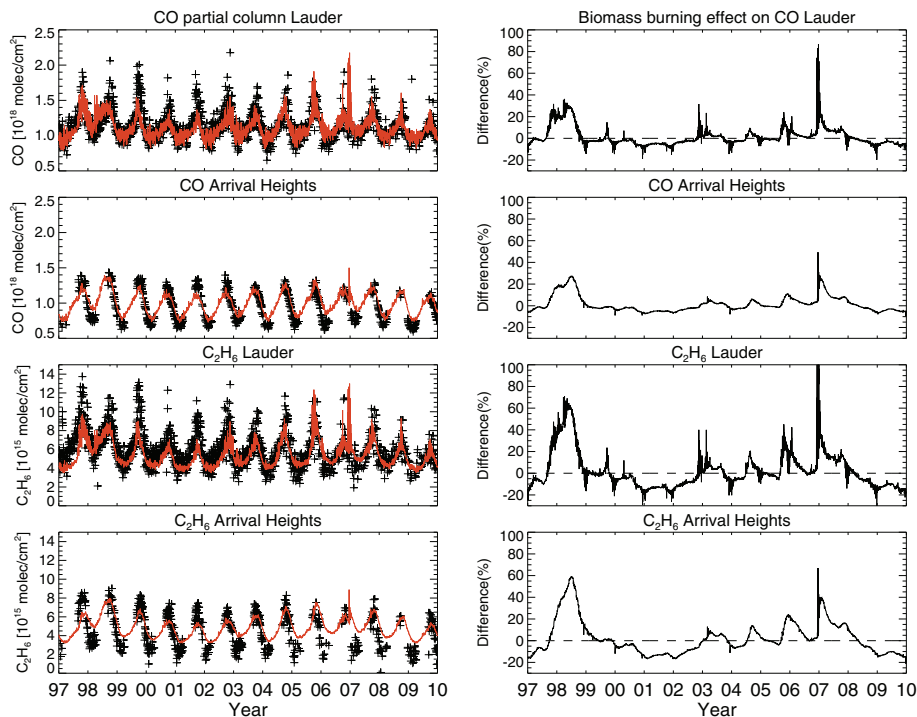 CO partial column Lauder
2.5
2.0
1.5
1.0
0.5
CO [10¹⁸ molec/cm²]
Biomass burning effect on CO Lauder
100
80
60
40
20
0
-20
Difference(%)
CO Arrival Heights
2.5
2.0
1.5
1.0
0.5
CO [10¹⁸ molec/cm²]
CO Arrival Heights
100
80
60
40
20
0
-20
Difference(%)
C₂H₆ Lauder
14
12
10
8
6
4
2
0
C₂H₆ [10¹⁵ molec/cm²]
C₂H₆ Lauder
100
80
60
40
20
0
-20
Difference(%)
C₂H₆ Arrival Heights
14
12
10
8
6
4
2
0
C₂H₆ [10¹⁵ molec/cm²]
97 98 99 00 01 02 03 04 05 06 07 08 09 10
Year
C₂H₆ Arrival Heights
100
80
60
40
20
0
-20
Difference(%)
97 98 99 00 01 02 03 04 05 06 07 08 09 10
Year